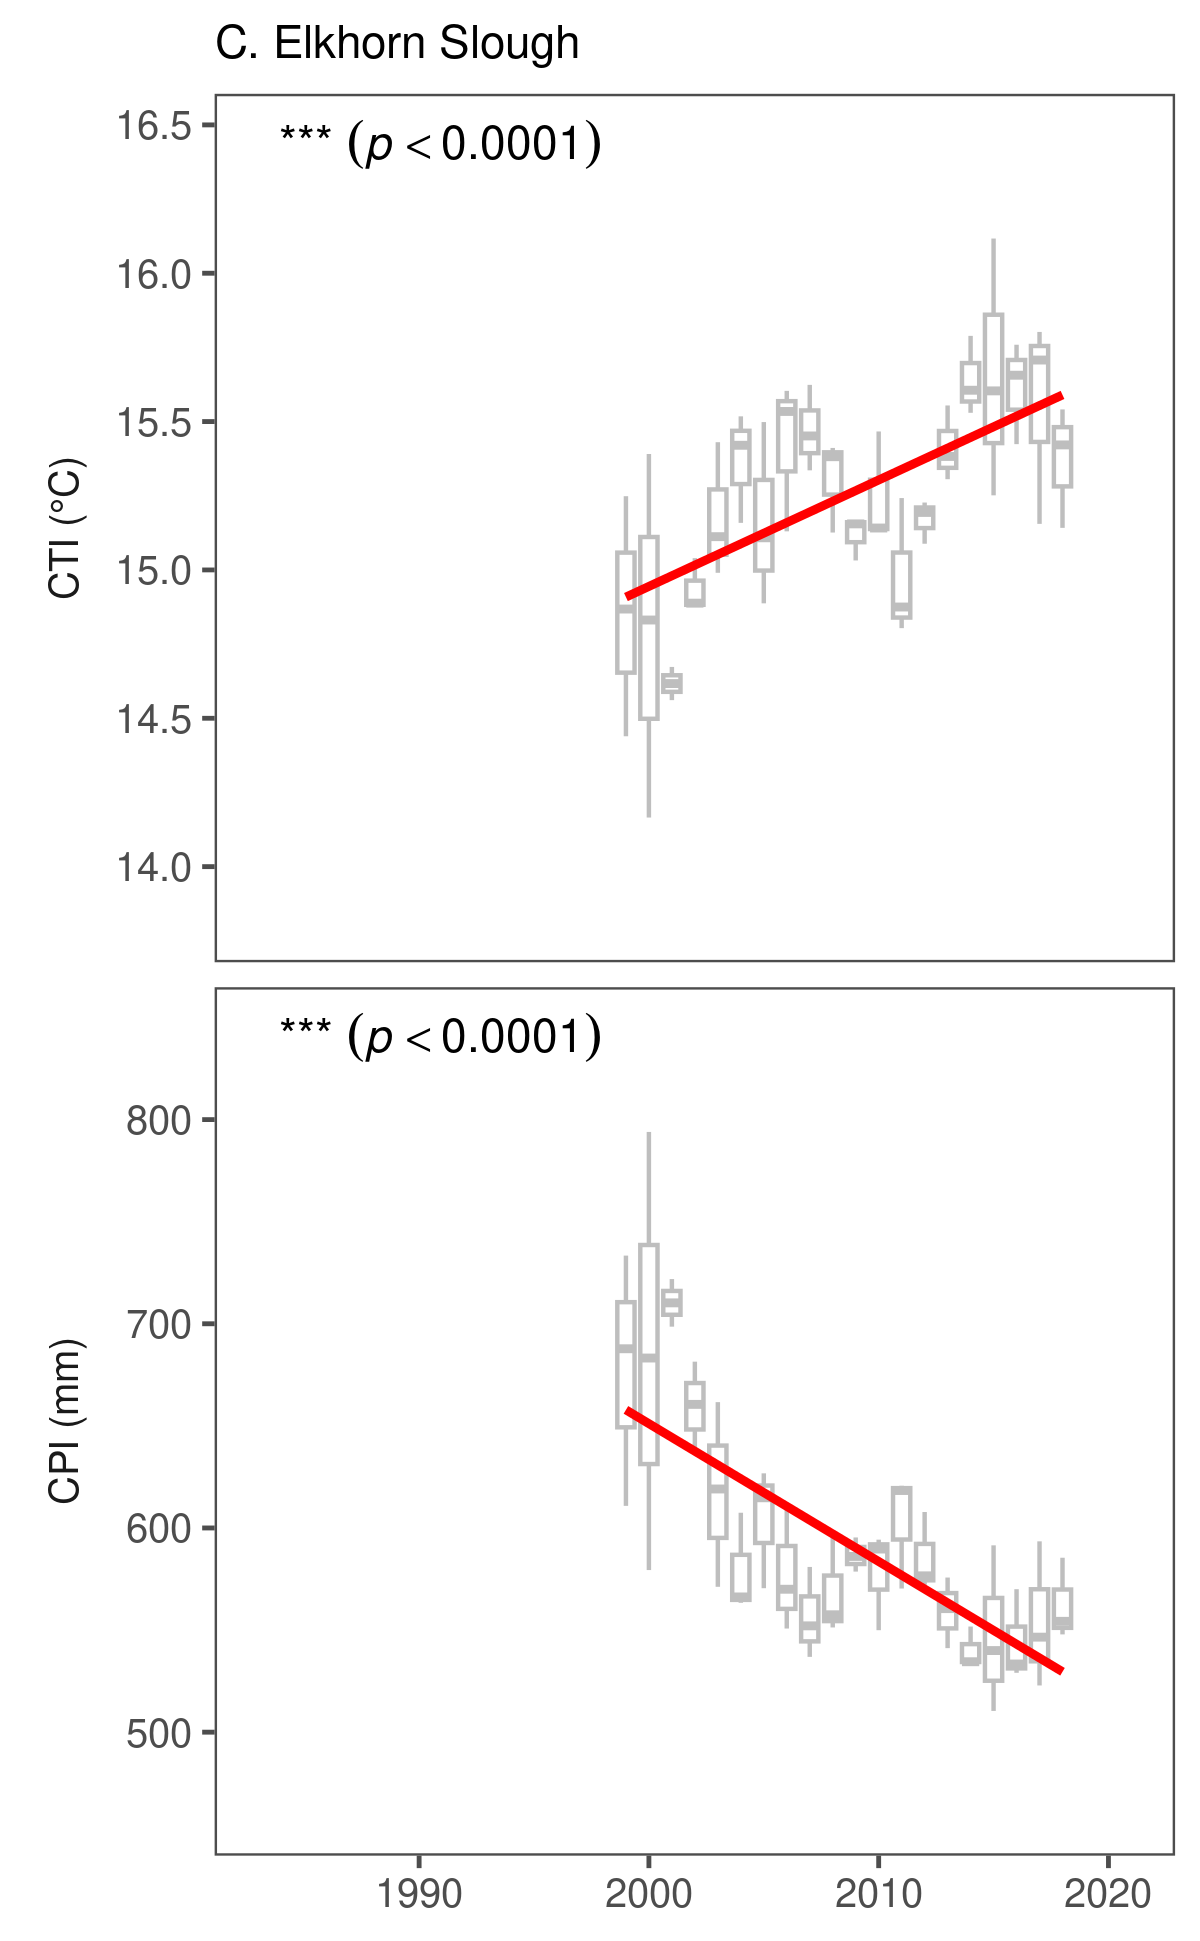 C. Elkhorn Slough
*** (p < 0.0001)
16.5
16.0
15.5
15.0
14.5
14.0
CTI (°C)
*** (p < 0.0001)
800
700
600
500
CPI (mm)
1990 2000 2010 2020